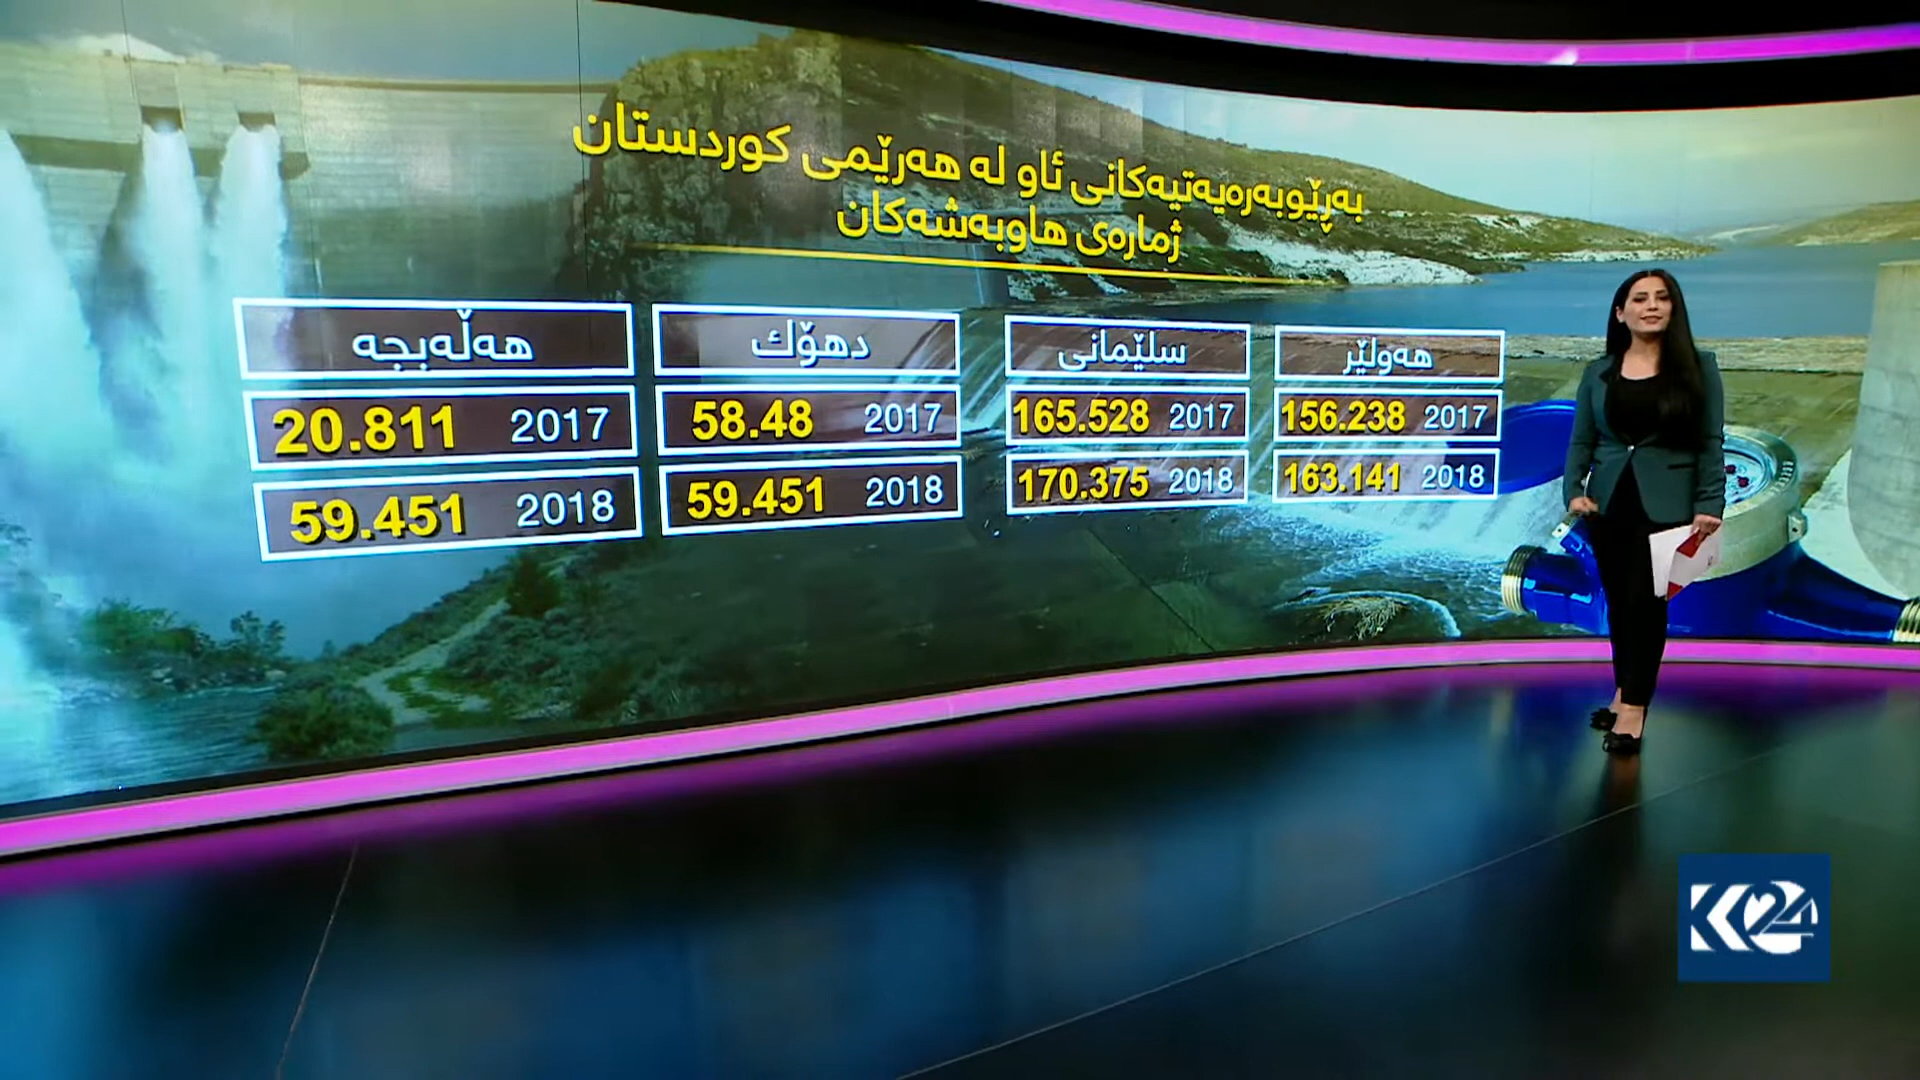 بەڕێوبەرەیەتیەکانی ئاو لە هەرێمی کوردستان
ژمارەی هاوبەشەکان
هەولێر
156.238 2017
163.141 2018
سلێمانی
165.528 2017
170.375 2018
دهۆك
58.48 2017
59.451 2018
هەڵەبجە
20.811 2017
59.451 2018
K24